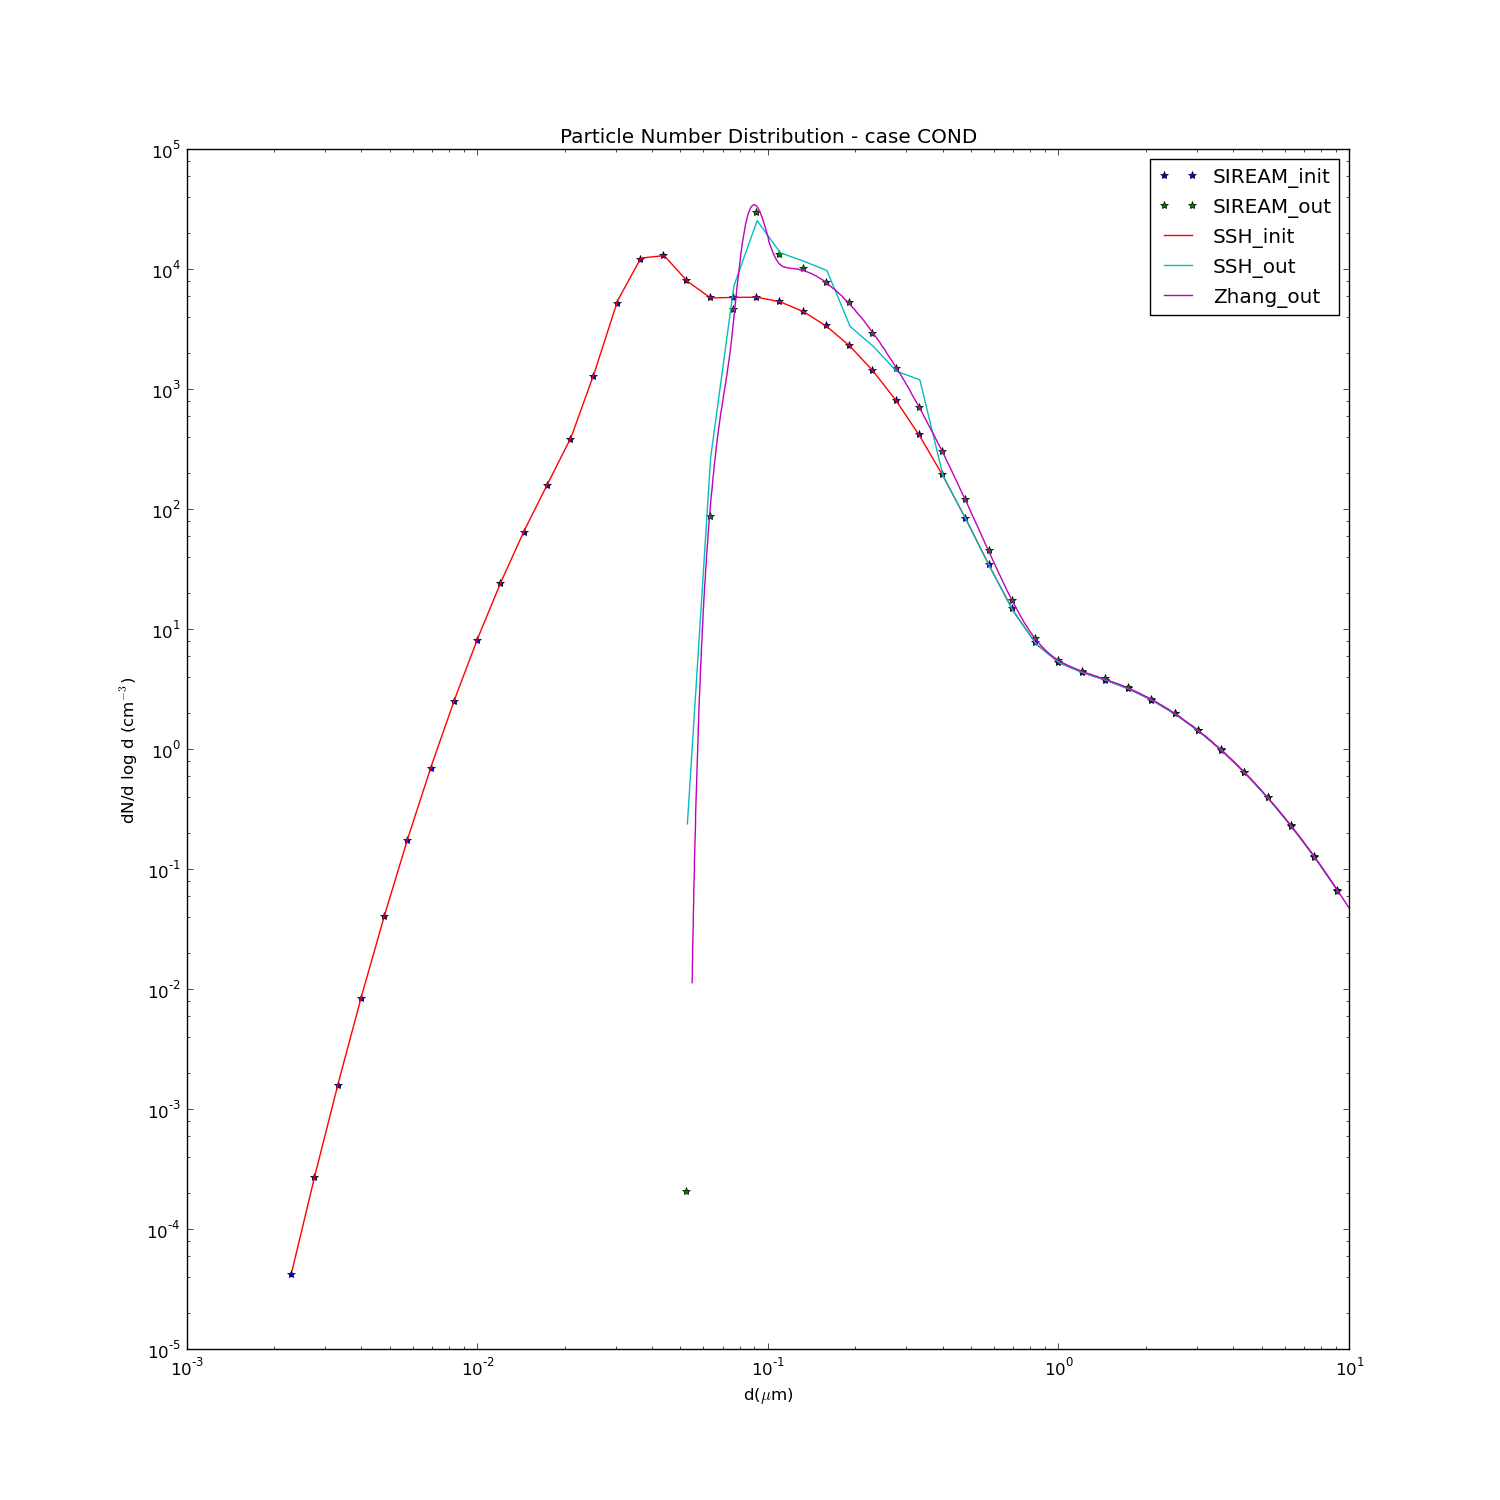 Particle Number Distribution - case COND
10^5
10^4
10^3
10^2
10^1
10^0
10^-1
10^-2
10^-3
10^-4
10^-5
dN/d log d (cm^−3)
SIREAM_init
SIREAM_out
SSH_init
SSH_out
Zhang_out
10^-3 10^-2 10^-1 10^0 10^1
d(μm)